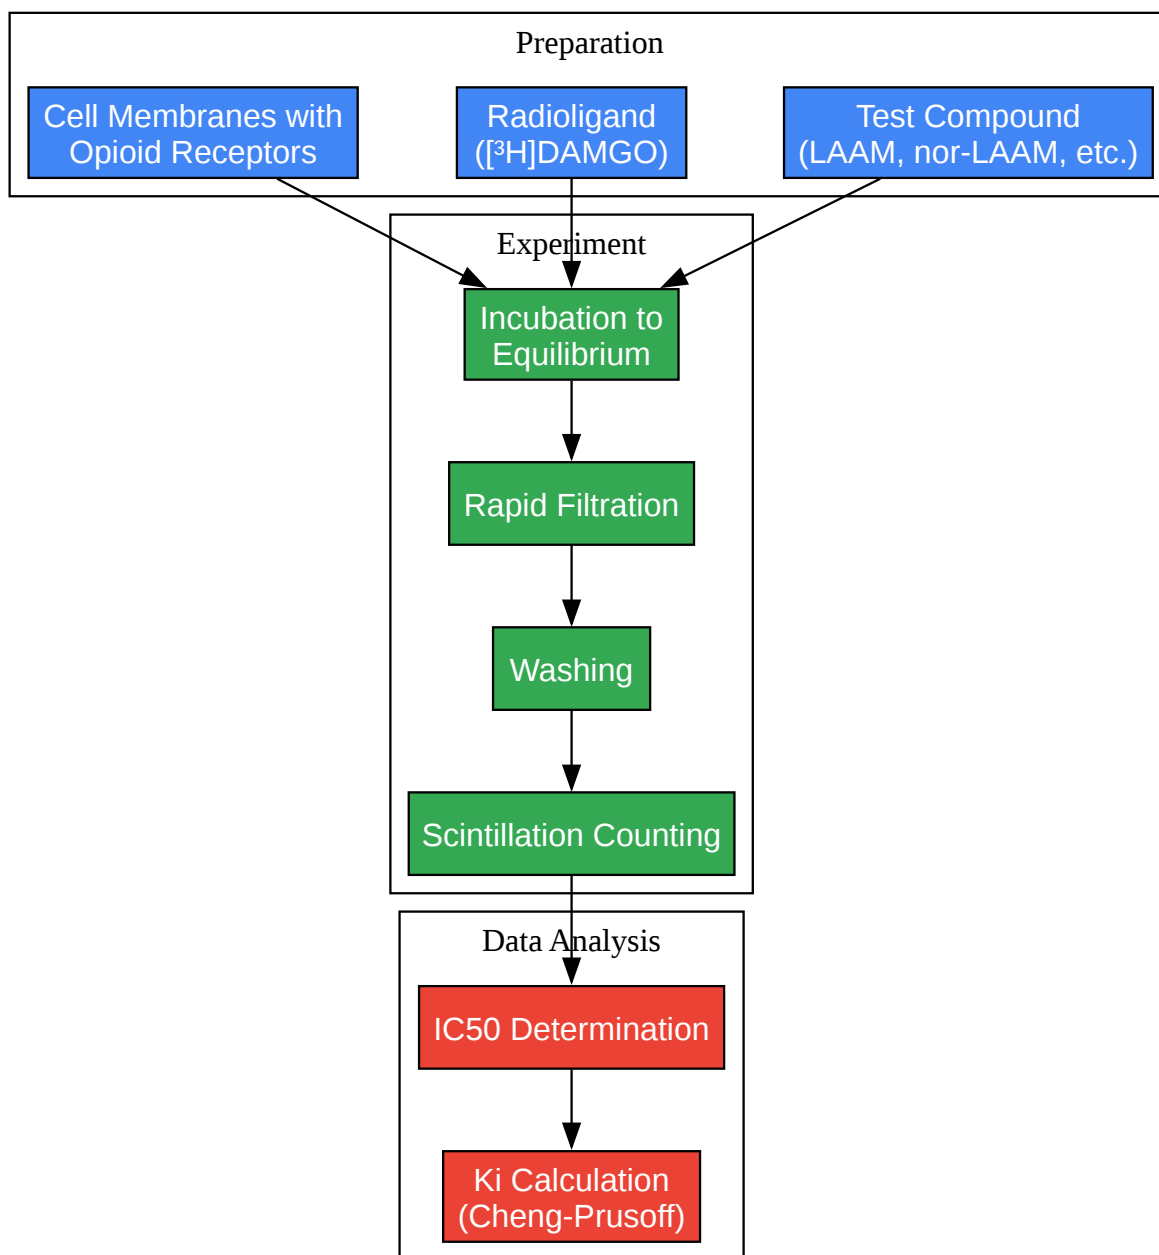 Preparation
Cell Membranes with
Opioid Receptors
Radioligand
([³H]DAMGO)
Test Compound
(LAAM, nor-LAAM, etc.)
Experiment
Incubation to
Equilibrium
Rapid Filtration
Washing
Scintillation Counting
Data Analysis
IC50 Determination
Ki Calculation
(Cheng-Prusoff)